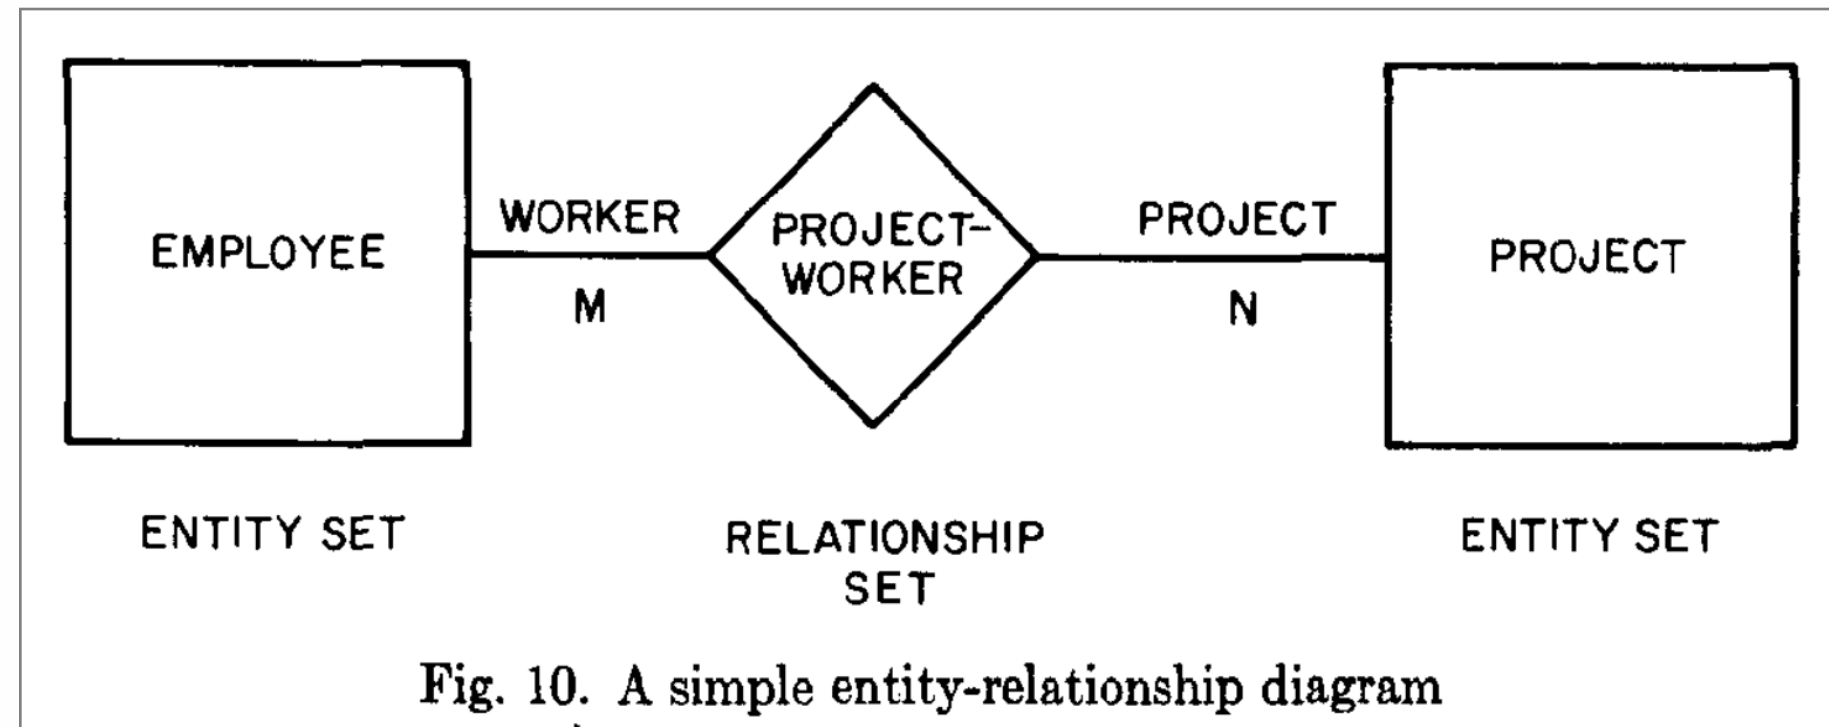 EMPLOYEE
WORKER
M
PROJECT-
WORKER
PROJECT
N
PROJECT
ENTITY SET
RELATIONSHIP
SET
ENTITY SET
Fig. 10. A simple entity-relationship diagram